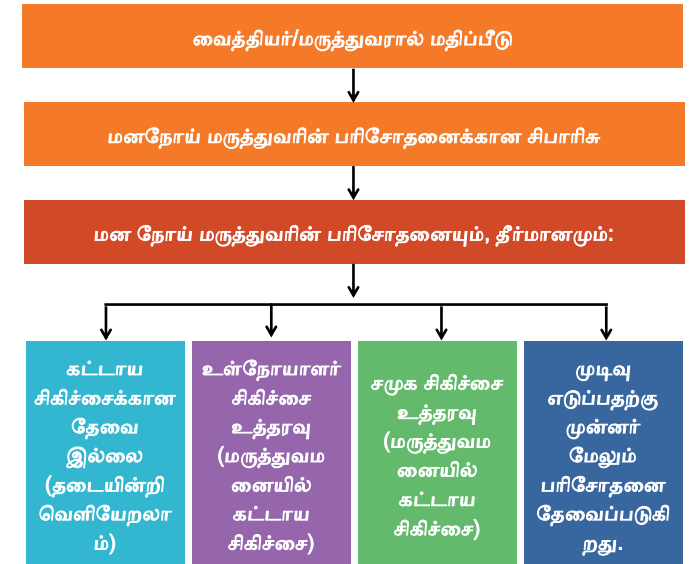 வைத்தியர்/மருத்துவரால் மதிப்பீடு
மனநோய் மருத்துவரின் பரிசோதனைக்கான சிபாரிசு
மன நோய் மருத்துவரின் பரிசோதனையும், தீர்மானமும்:
கட்டாய
சிகிச்சைக்கான
தேவை
இல்லை
(தடையின்றி
வெளியேறலா
ம்)
உள்நோயாளர்
சிகிச்சை
உத்தரவு
(மருத்துவம
னையில்
கட்டாய
சிகிச்சை)
சமுக சிகிச்சை
உத்தரவு
(மருத்துவம
னையில்
கட்டாய
சிகிச்சை)
முடிவு
எடுப்பதற்கு
முன்னர்
மேலும்
பரிசோதனை
தேவைப்படுகி
றது.